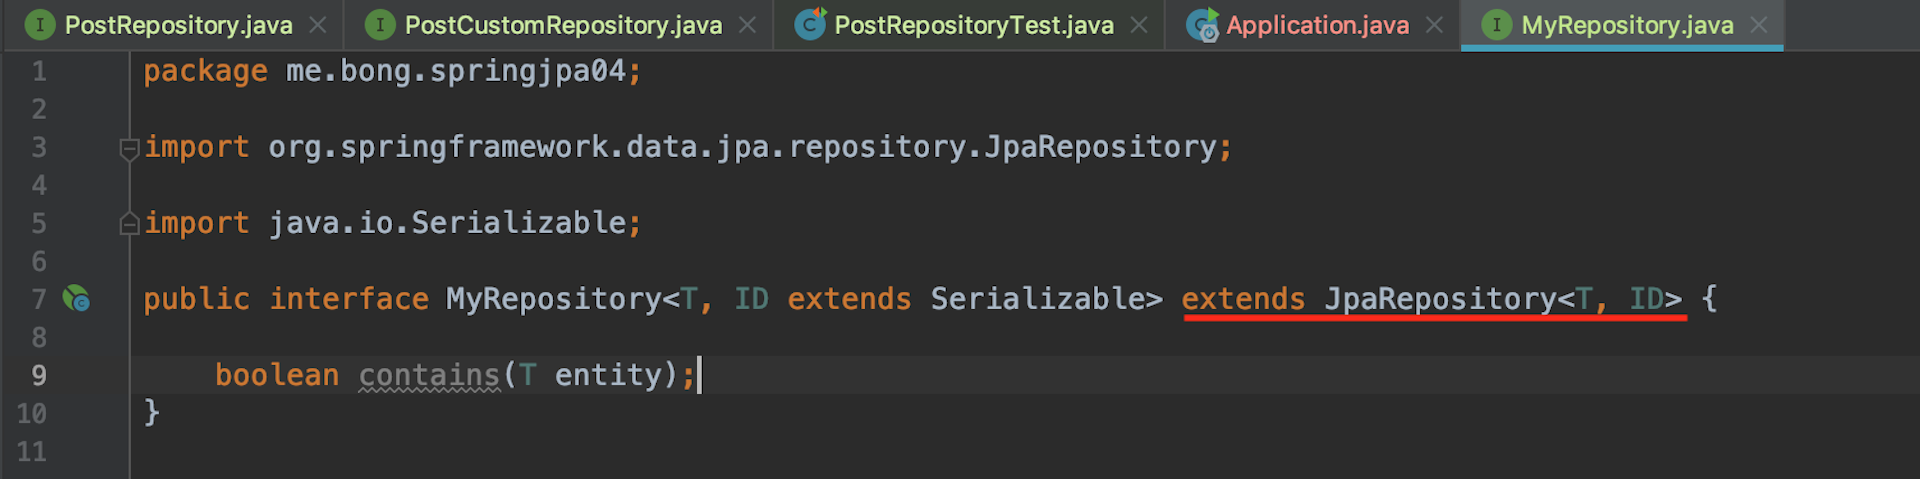 PostRepository.java PostCustomRepository.java PostRepositoryTest.java Application.java MyRepository.java
1 package me.bong.springjpa04;
2
3 import org.springframework.data.jpa.repository.JpaRepository;
4
5 import java.io.Serializable;
6
7 public interface MyRepository<T, ID extends Serializable> extends JpaRepository<T, ID> {
8
9 boolean contains(T entity);
10 }
11